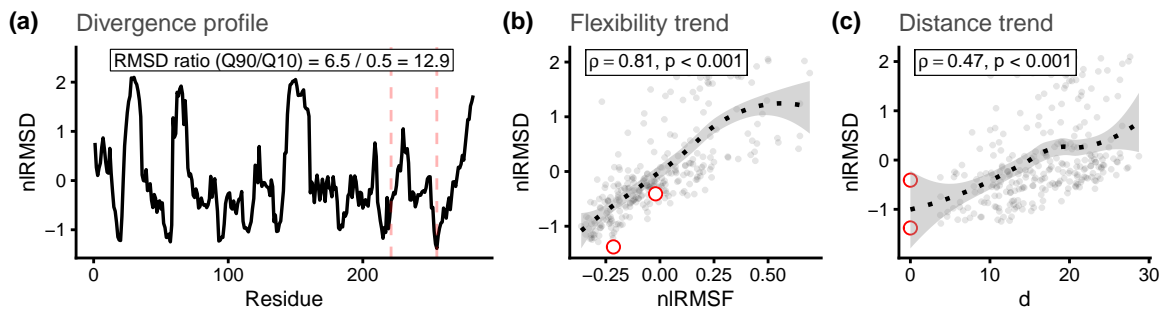 (a) Divergence profile
RMSD ratio (Q90/Q10) = 6.5 / 0.5 = 12.9
nlRMSD
2
1
0
−1
0
100
200
Residue
(b) Flexibility trend
ρ = 0.81, p < 0.001
nlRMSD
2
1
0
−1
−0.25
0.00
0.25
0.50
nlRMSF
(c) Distance trend
ρ = 0.47, p < 0.001
nlRMSD
2
1
0
−1
0
10
20
30
d